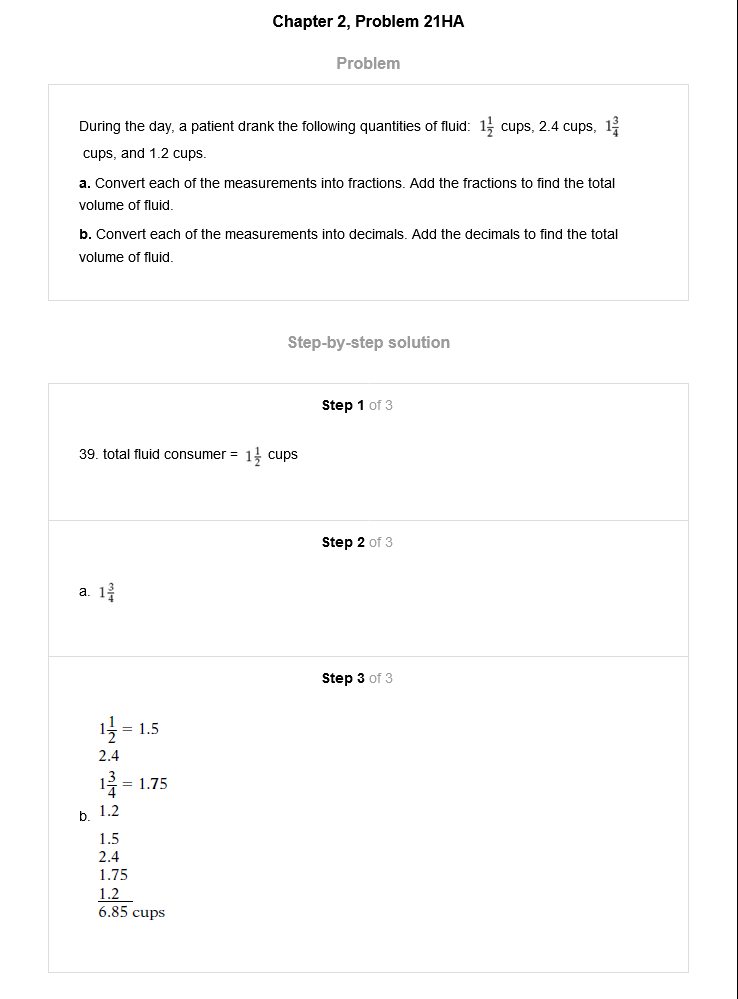 Chapter 2, Problem 21HA
Problem
During the day, a patient drank the following quantities of fluid: 1 1/2 cups, 2.4 cups, 1 3/4
cups, and 1.2 cups.
a. Convert each of the measurements into fractions. Add the fractions to find the total
volume of fluid.
b. Convert each of the measurements into decimals. Add the decimals to find the total
volume of fluid.
Step-by-step solution
Step 1 of 3
39. total fluid consumer = 1 1/2 cups
Step 2 of 3
a. 1 3/4
Step 3 of 3
1 1/2 = 1.5
2.4
1 3/4 = 1.75
b. 1.2
1.5
2.4
1.75
1.2
6.85 cups